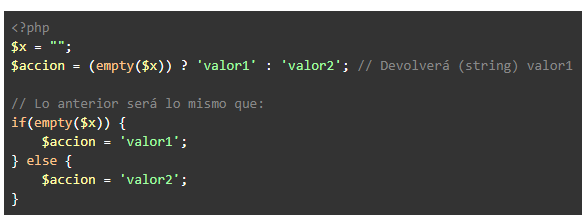 <?php
$x = "";
$accion = (empty($x)) ? 'valor1' : 'valor2'; // Devolverá (string) valor1
// Lo anterior será lo mismo que:
if(empty($x)) {
    $accion = 'valor1';
} else {
    $accion = 'valor2';
}